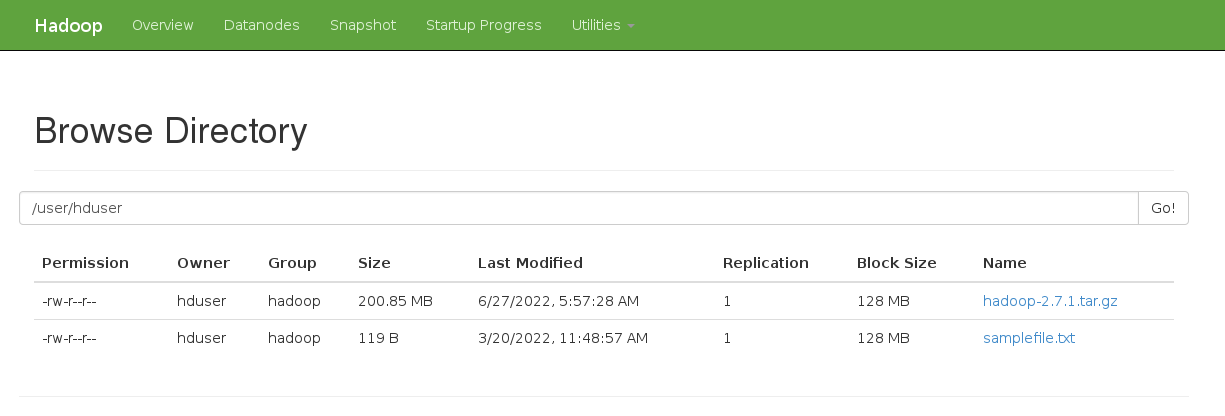 Hadoop Overview Datanodes Snapshot Startup Progress Utilities
Browse Directory
/user/hduser Go!
Permission Owner Group Size Last Modified Replication Block Size Name
-rw-r--r-- hduser hadoop 200.85 MB 6/27/2022, 5:57:28 AM 1 128 MB hadoop-2.7.1.tar.gz
-rw-r--r-- hduser hadoop 119 B 3/20/2022, 11:48:57 AM 1 128 MB samplefile.txt